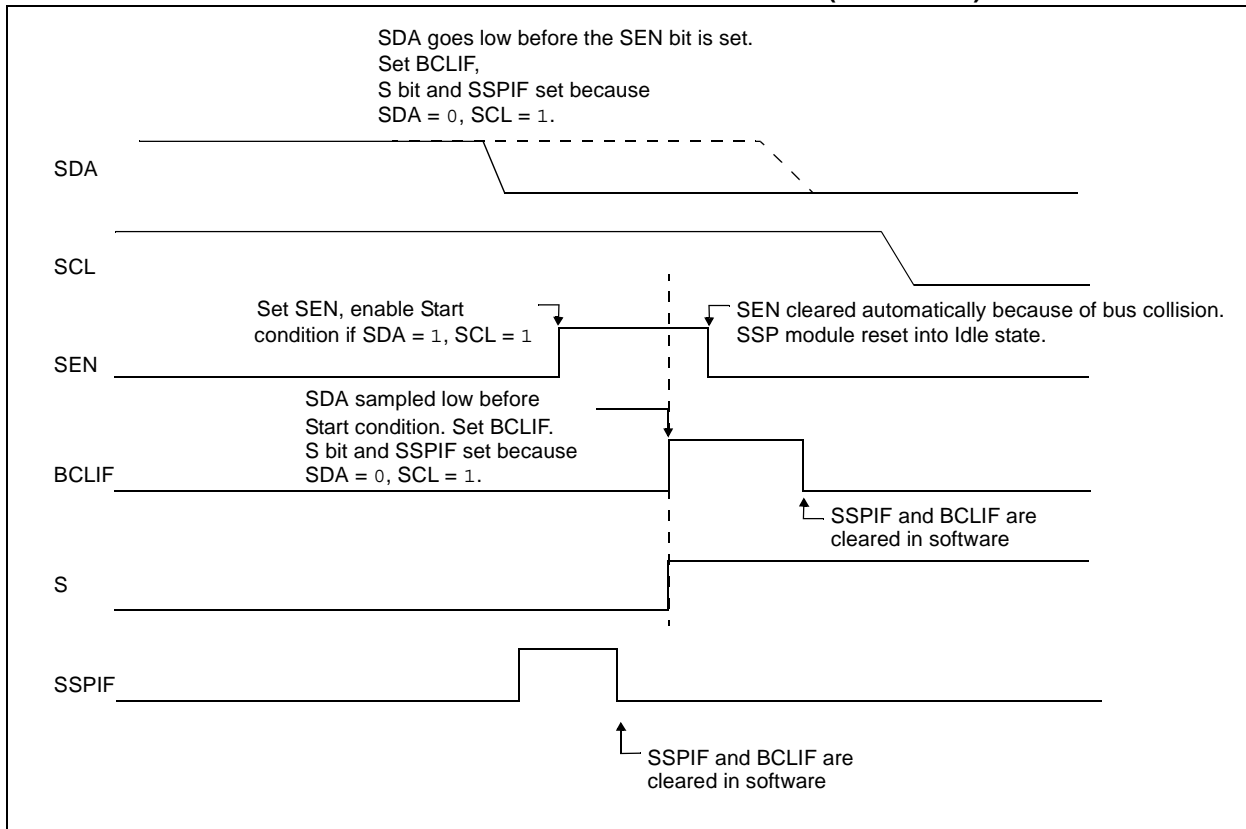 SDA goes low before the SEN bit is set.
Set BCLIF,
S bit and SSPIF set because
SDA = 0, SCL = 1.
SDA
SCL
Set SEN, enable Start
condition if SDA = 1, SCL = 1
SEN cleared automatically because of bus collision.
SSP module reset into Idle state.
SEN
SDA sampled low before
Start condition. Set BCLIF.
S bit and SSPIF set because
SDA = 0, SCL = 1.
BCLIF
SSPIF and BCLIF are
cleared in software
S
SSPIF
SSPIF and BCLIF are
cleared in software